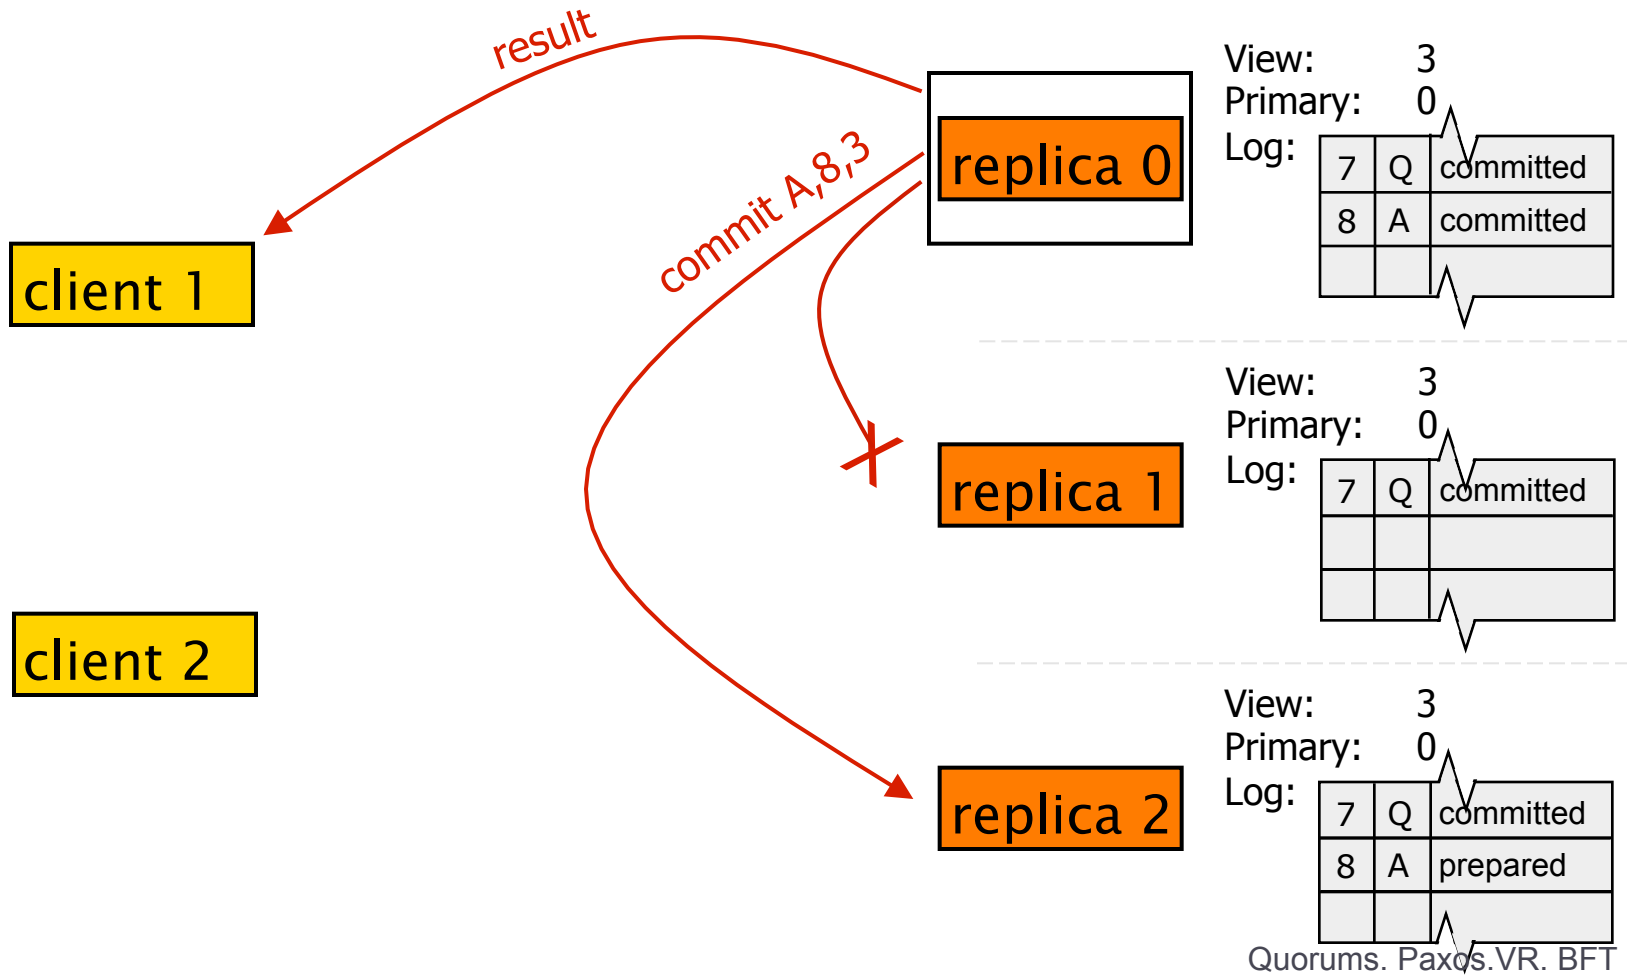 result
commit A,8,3
client 1
client 2
replica 0
View: 3
Primary: 0
Log:
7 Q committed
8 A committed
replica 1
View: 3
Primary: 0
Log:
7 Q committed
replica 2
View: 3
Primary: 0
Log:
7 Q committed
8 A prepared
Quorums. Paxos.VR. BFT